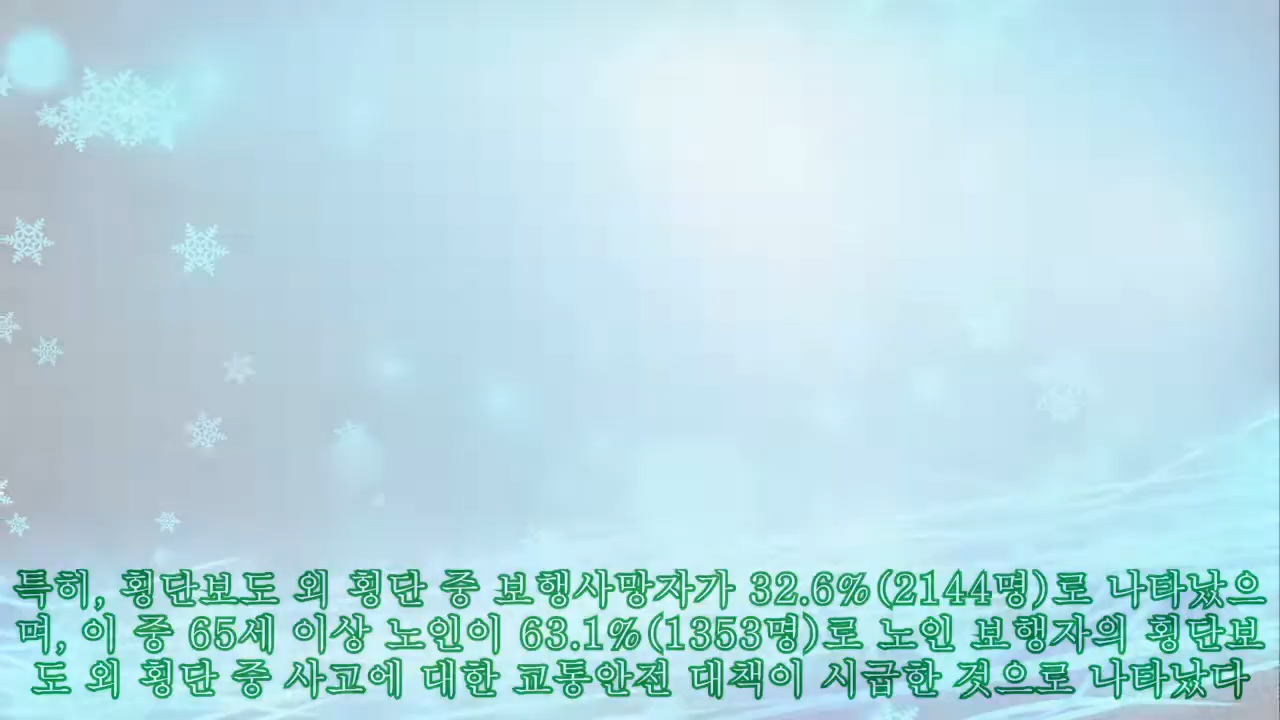 특히, 횡단보도 외 횡단 중 보행사망자가 32.6%(2144명)로 나타났으
며, 이 중 65세 이상 노인이 63.1%(1353명)로 노인 보행자의 횡단보
도 외 횡단 중 사고에 대한 교통안전 대책이 시급한 것으로 나타났다